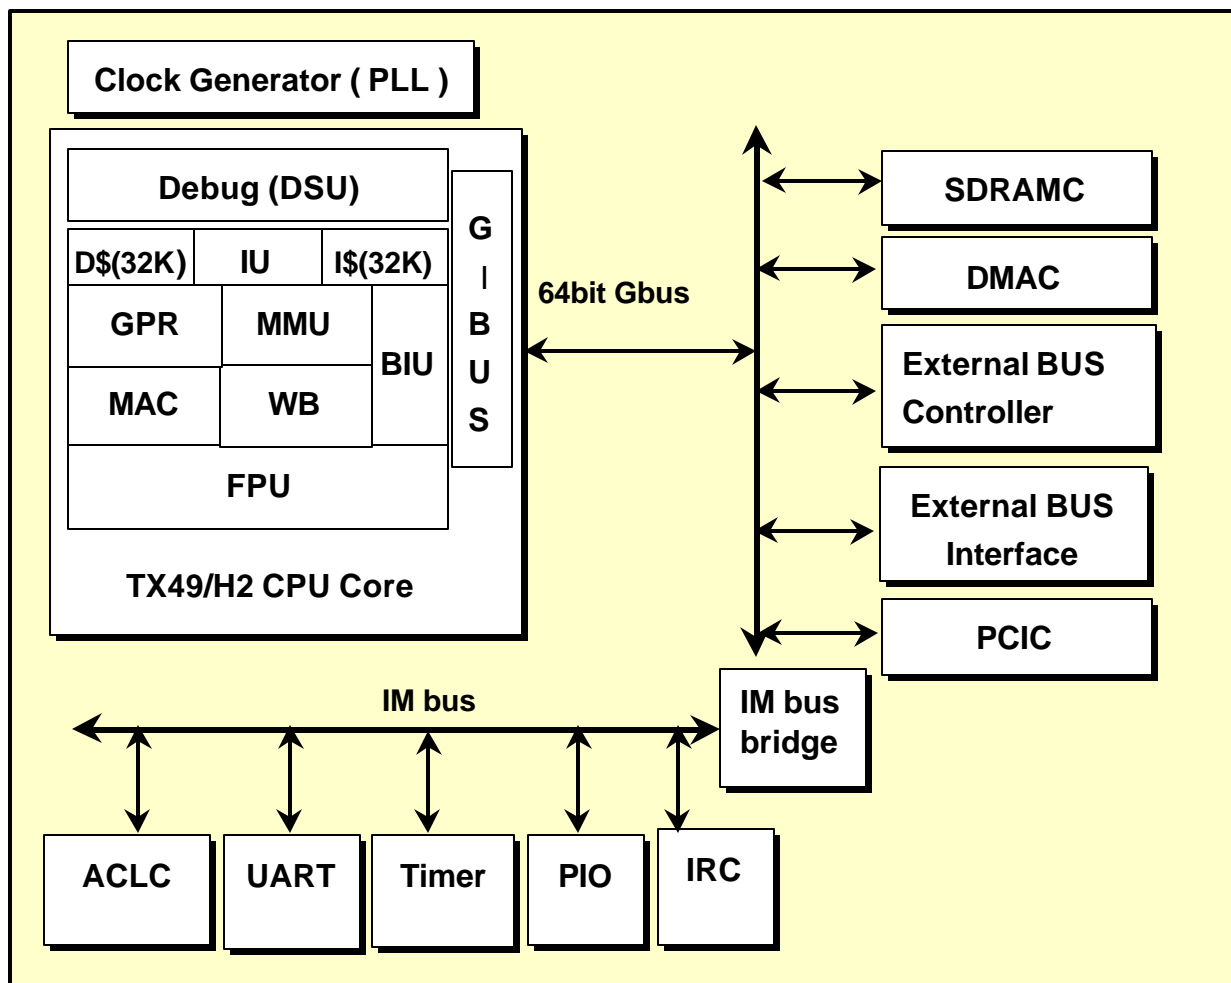 Clock Generator ( PLL )
Debug (DSU)
D$(32K)
IU
I$(32K)
GPR
MMU
BIU
MAC
WB
FPU
G
I
B
U
S
TX49/H2 CPU Core
64bit Gbus
SDRAMC
DMAC
External BUS
Controller
External BUS
Interface
PCIC
IM bus
bridge
IM bus
ACLC
UART
Timer
PIO
IRC